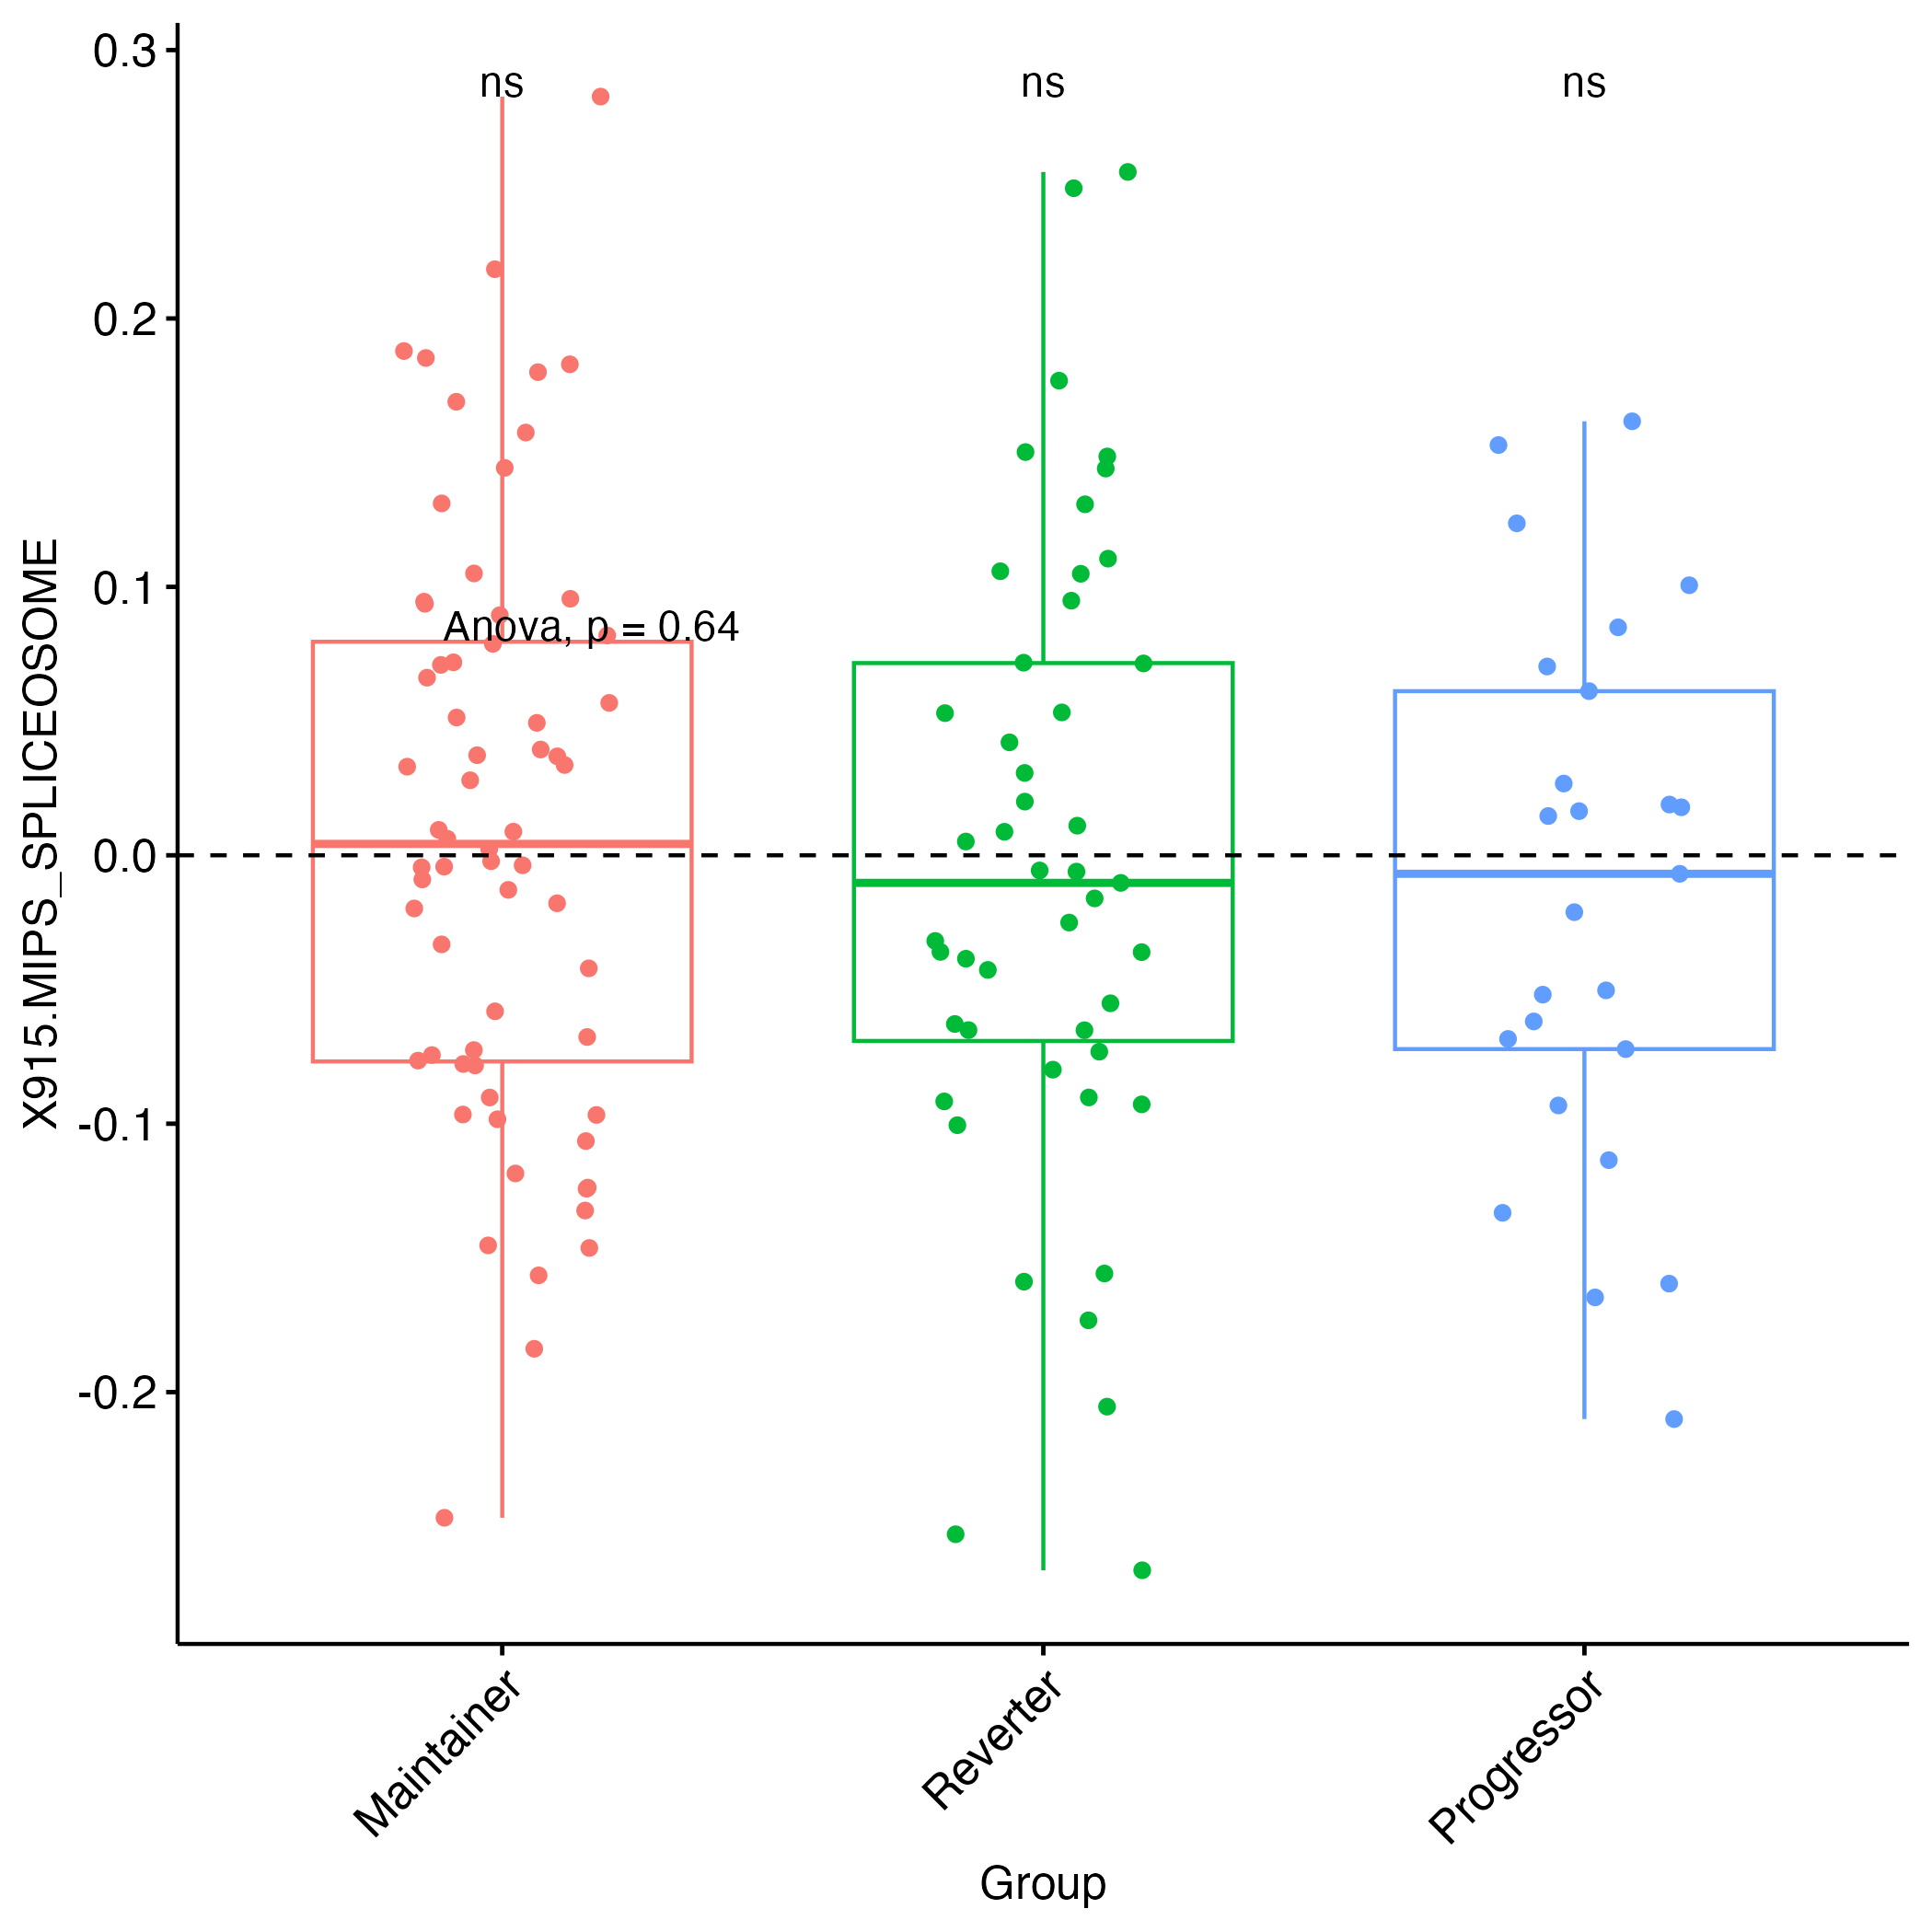 X915.MIPS_SPLICEOSOME
0.3
0.2
0.1
0.0
-0.1
-0.2
ns
ns
ns
Anova, p = 0.64
Maintainer
Reverter
Progressor
Group